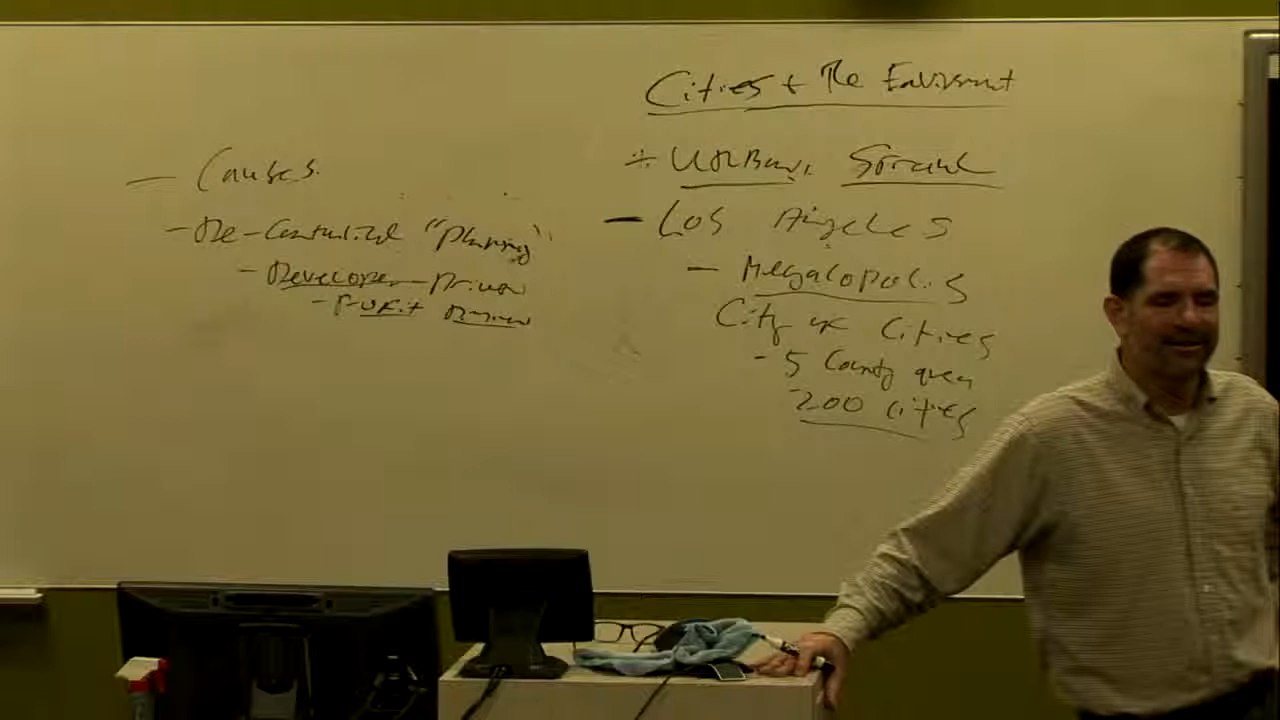 Cities + The Envirnment
÷ URBan Sprawl
- Los Angeles
- Megalopolis
City of Cities
- 5 County area
200 cities
- Causes
- De-Centralized "Planning"
- Developer Driven
- Profit Driven